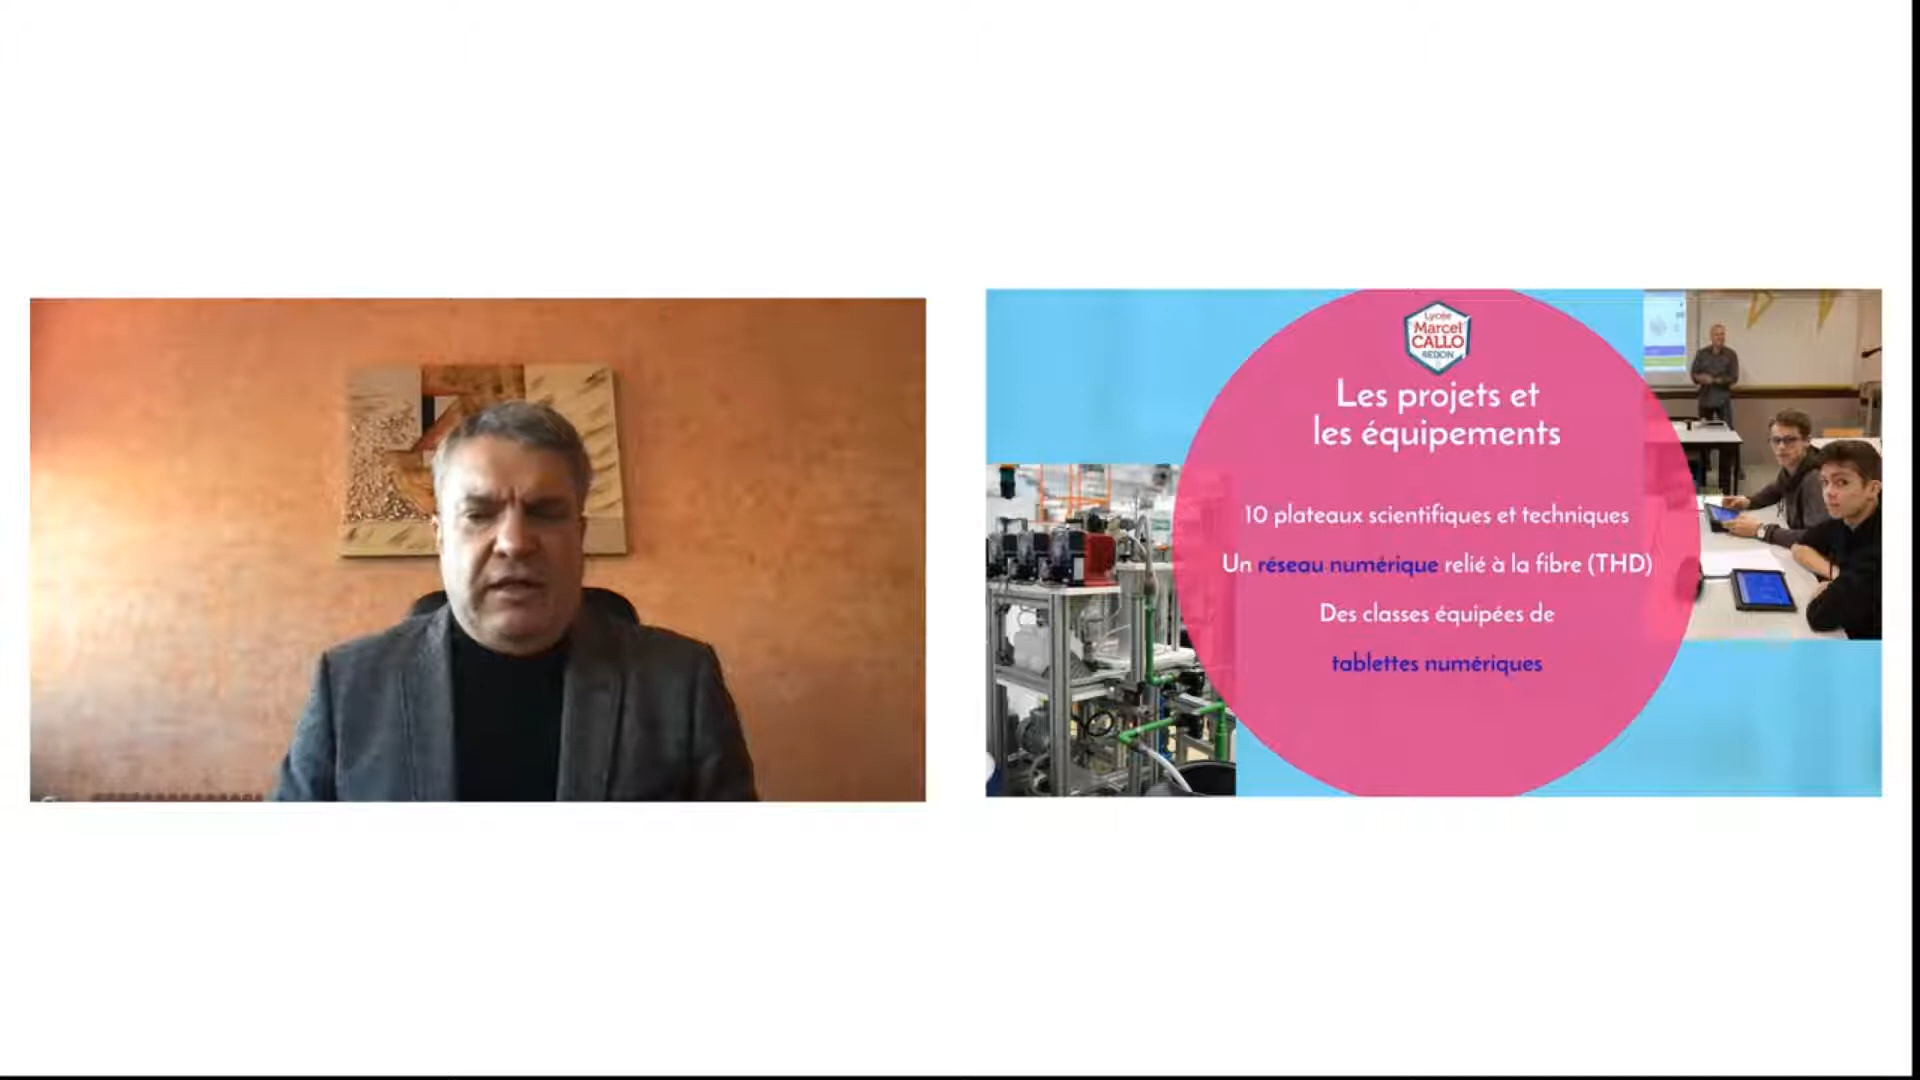 Lycée
Marcel
CALLO
REDON
Les projets et
les équipements
10 plateaux scientifiques et techniques
Un réseau numérique relié à la fibre (THD)
Des classes équipées de
tablettes numériques